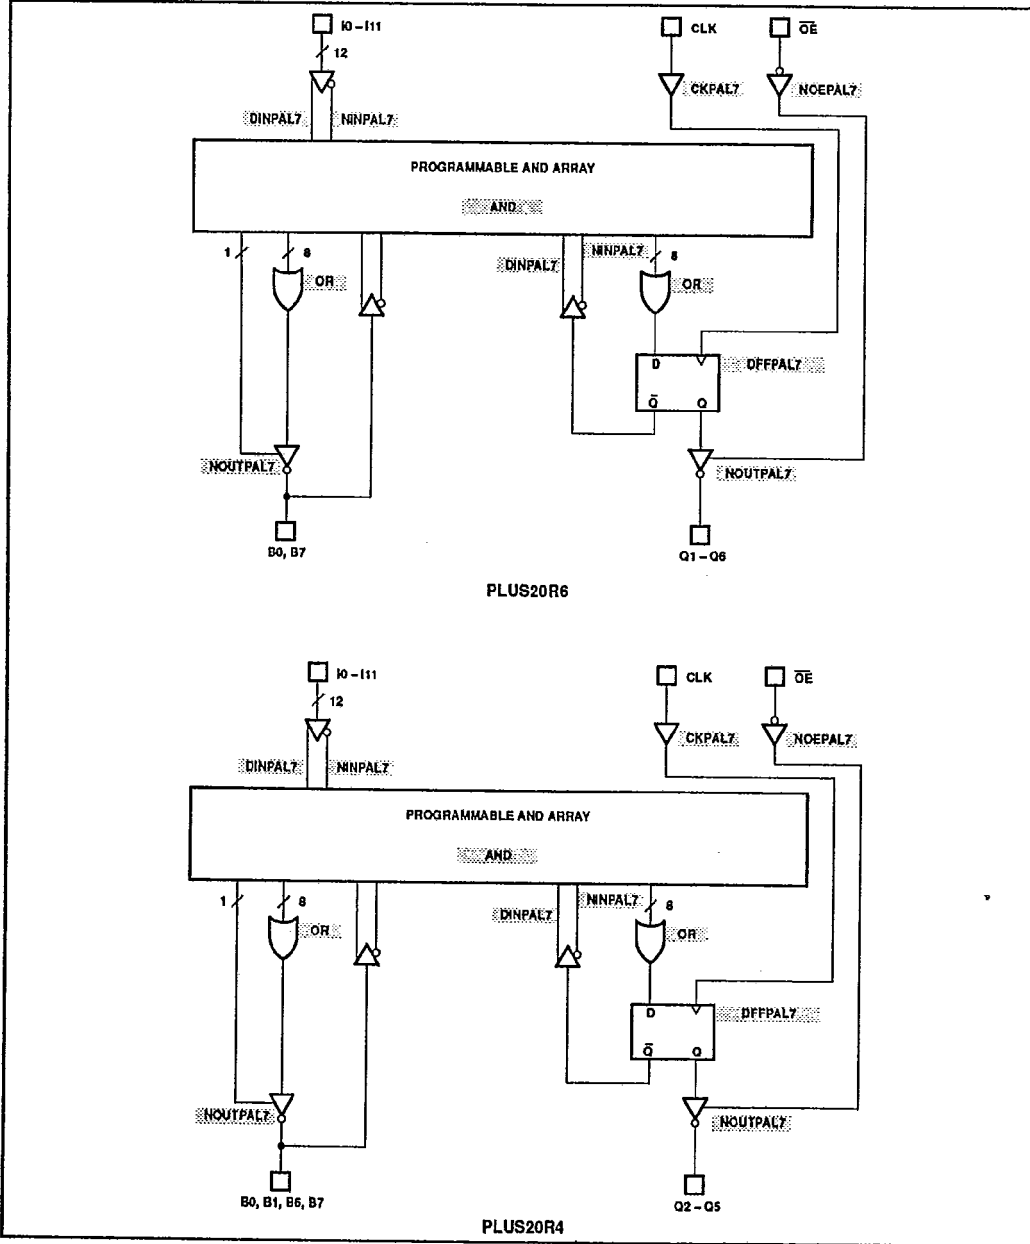 I0 – I11
CLK
OE
12
CKPAL7
NOEPAL7
DINPAL7
NINPAL7
PROGRAMMABLE AND ARRAY
AND
1
8
NINPAL7
8
DINPAL7
OR
OR
D
DFFPAL7
Q
Q
NOUTPAL7
NOUTPAL7
B0, B7
Q1 – Q6
PLUS20R6
I0 – I11
CLK
OE
12
CKPAL7
NOEPAL7
DINPAL7
NINPAL7
PROGRAMMABLE AND ARRAY
AND
1
8
NINPAL7
8
DINPAL7
OR
OR
D
DFFPAL7
Q
Q
NOUTPAL7
NOUTPAL7
B0, B1, B6, B7
Q2 – Q5
PLUS20R4